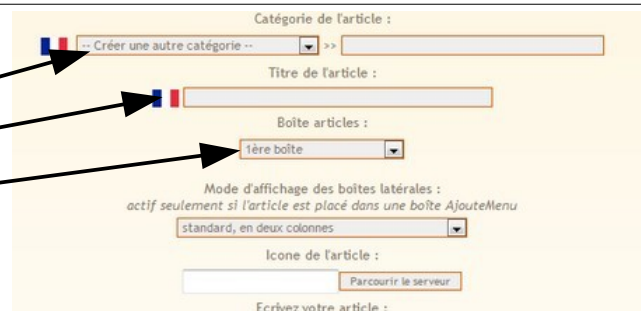 Catégorie de l'article :
-- Créer une autre catégorie -- >>
Titre de l'article :
Boîte articles :
1ère boîte
Mode d'affichage des boîtes latérales :
actif seulement si l'article est placé dans une boîte AjouteMenu
standard, en deux colonnes
Icone de l'article :
Parcourir le serveur
Ecrivez votre article :